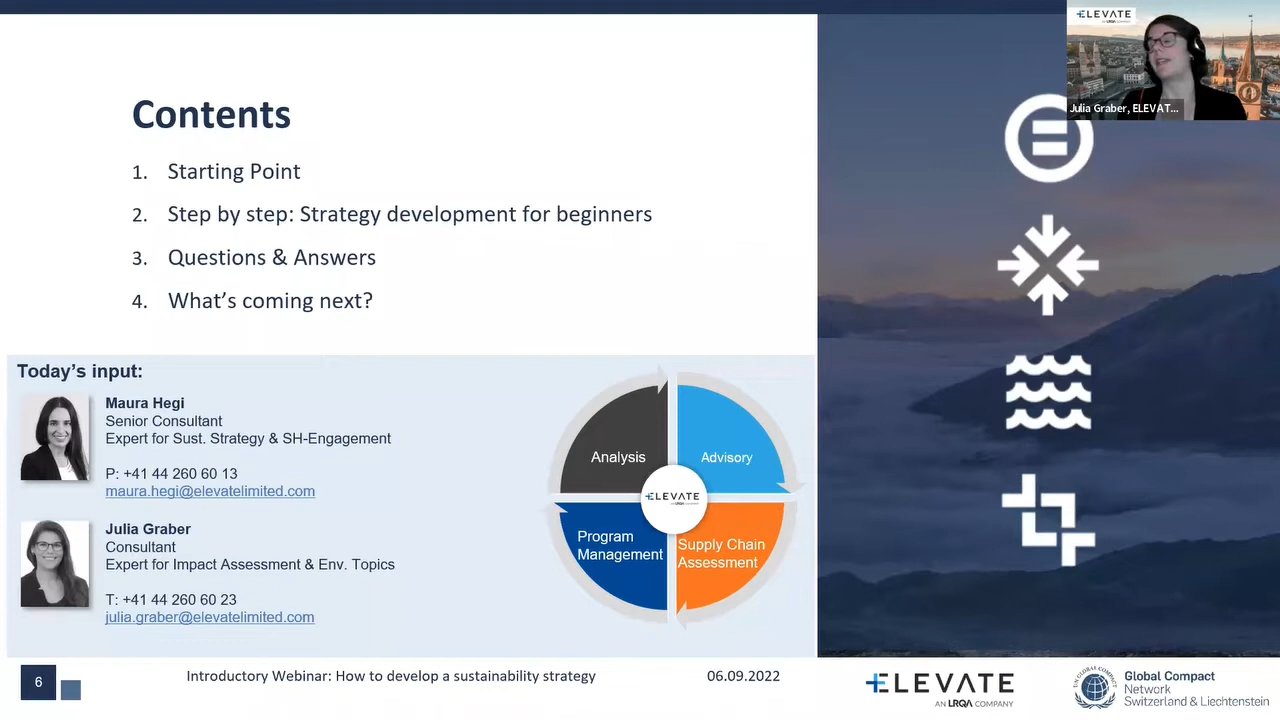 ELEVATE
Julia Graber, ELEVAT...
Contents
1. Starting Point
2. Step by step: Strategy development for beginners
3. Questions & Answers
4. What's coming next?
Today's input:
Maura Hegi
Senior Consultant
Expert for Sust. Strategy & SH-Engagement
P: +41 44 260 60 13
maura.hegi@elevatelimited.com
Julia Graber
Consultant
Expert for Impact Assessment & Env. Topics
T: +41 44 260 60 23
julia.graber@elevatelimited.com
Analysis
Advisory
ELEVATE
Program
Management
Supply Chain
Assessment
6
Introductory Webinar: How to develop a sustainability strategy
06.09.2022
ELEVATE
AN LRQA COMPANY
Global Compact
Network
Switzerland & Liechtenstein